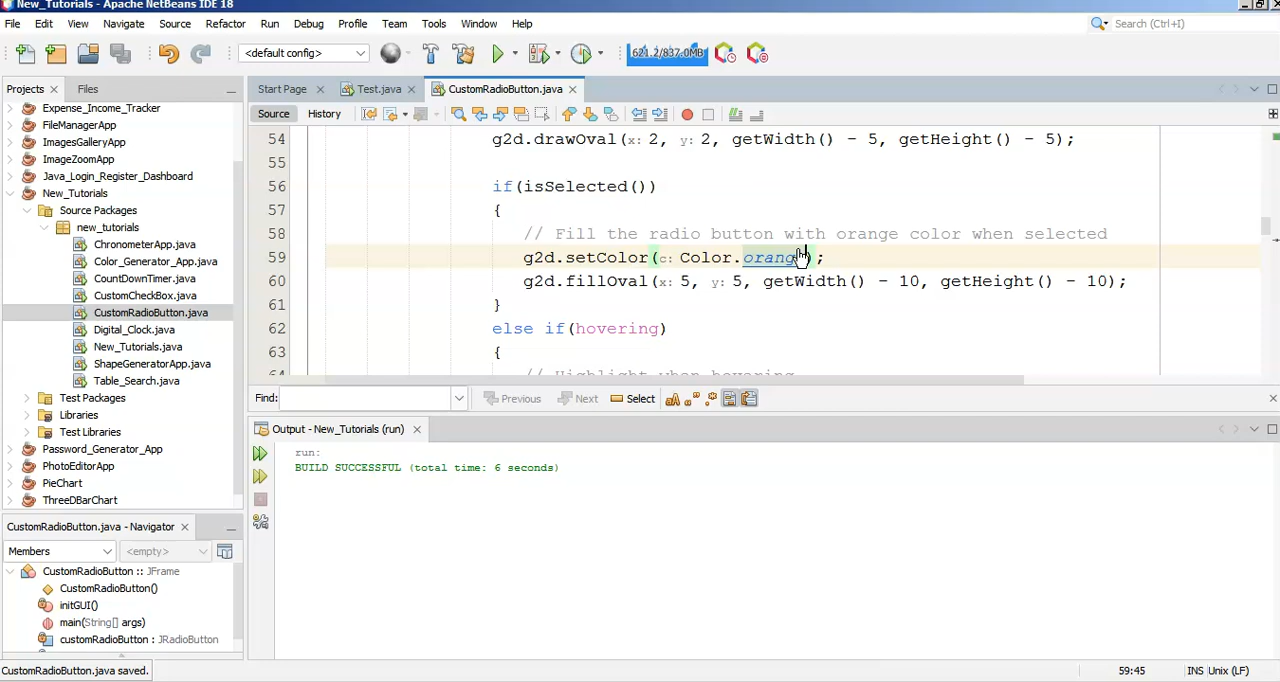 New_Tutorials - Apache NetBeans IDE 18
File Edit View Navigate Source Refactor Run Debug Profile Team Tools Window Help
Search (Ctrl+I)
<default config>
621.2/837.0MB
Projects Files
Start Page Test.java CustomRadioButton.java
Source History
Expense_Income_Tracker
FileManagerApp
ImagesGalleryApp
ImageZoomApp
Java_Login_Register_Dashboard
New_Tutorials
Source Packages
new_tutorials
ChronometerApp.java
Color_GeneratorApp.java
CountDownTimer.java
CustomCheckBox.java
CustomRadioButton.java
Digital_Clock.java
New_Tutorials.java
ShapeGeneratorApp.java
Table_Search.java
Test Packages
Libraries
Test Libraries
Password_Generator_App
PhotoEditorApp
PieChart
ThreeDBarChart
54 g2d.drawOval(x: 2, y: 2, getWidth() - 5, getHeight() - 5);
55
56 if(isSelected())
57 {
58 // Fill the radio button with orange color when selected
59 g2d.setColor(c: Color.orang);
60 g2d.fillOval(x: 5, y: 5, getWidth() - 10, getHeight() - 10);
61 }
62 else if(hovering)
63 {
64 // Highlight when hovering
Find: Previous Next Select
Output - New_Tutorials (run)
run:
BUILD SUCCESSFUL (total time: 6 seconds)
CustomRadioButton.java - Navigator
Members <empty>
CustomRadioButton :: JFrame
CustomRadioButton()
initGUI()
main(String[] args)
customRadioButton : JRadioButton
CustomRadioButton.java saved.
59:45 INS Unix (LF)